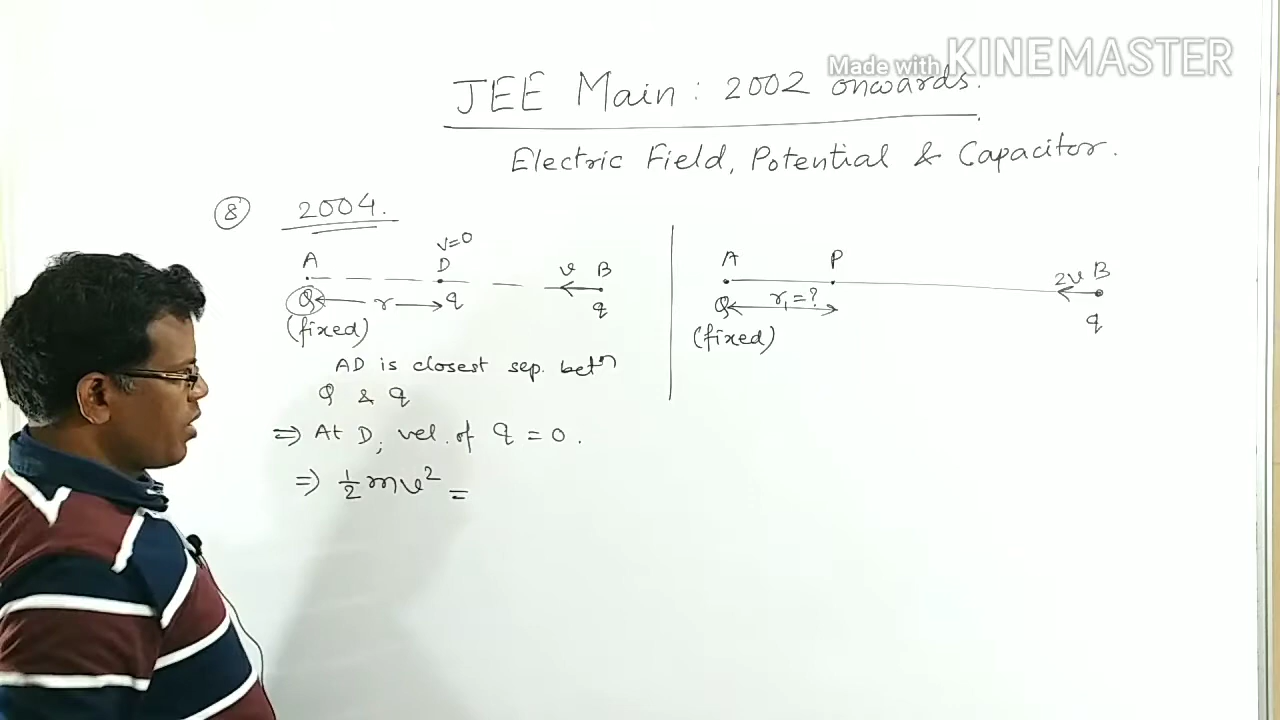 Made with KINEMASTER
JEE Main : 2002 onwards.
Electric Field, Potential & Capacitor.
8 2004.
v=0
A D v B
Q r q q
(fixed)
AD is closest sep. betⁿ
Q & q
⇒ At D, vel. of q = 0.
⇒ ½mv² =
A P 2v B
Q r₁=? q
(fixed)